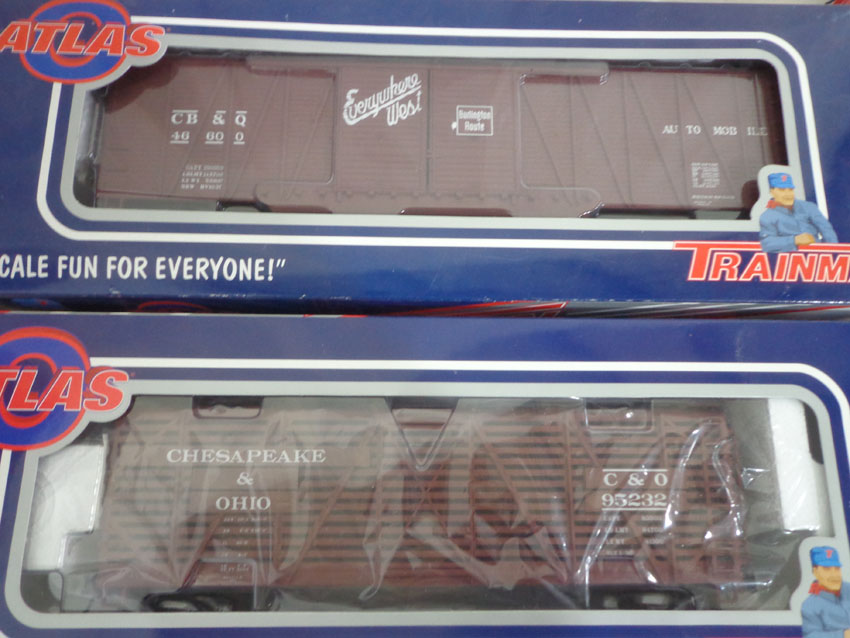 ATLAS
CB & Q
46600
Everywhere
West
Burlington
Route
AUTOMOBILE
CALE FUN FOR EVERYONE!"
TRAINM
TLAS
CHESAPEAKE
&
OHIO
C & O
95232